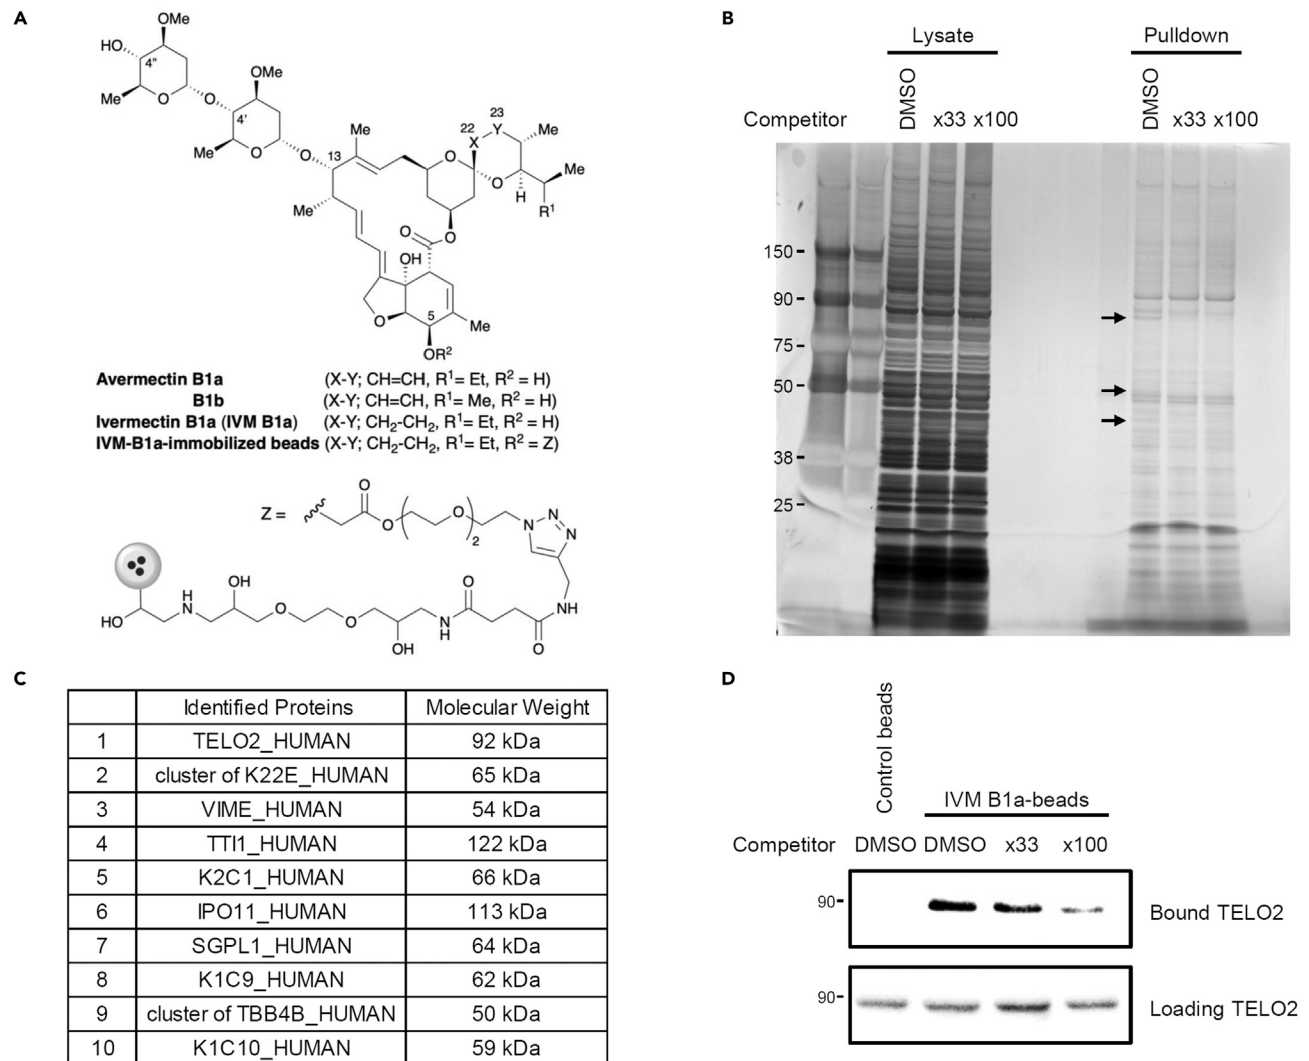 A
OMe
HO
4"
Me
O
O
OMe
4'
Me
O
O
13
Me
Me
O
22
23
X
Y
Me
O
H
Me
R¹
O
O
OH
O
5
Me
OR²
Avermectin B1a (X-Y; CH=CH, R¹= Et, R² = H)
B1b (X-Y; CH=CH, R¹= Me, R² = H)
Ivermectin B1a (IVM B1a) (X-Y; CH₂-CH₂, R¹= Et, R² = H)
IVM-B1a-immobilized beads (X-Y; CH₂-CH₂, R¹= Et, R² = Z)
Z =
O
O
O
2
N
N
N
HO
H
N
OH
O
O
OH
N
H
O
O
NH
B
Lysate Pulldown
Competitor DMSO x33 x100 DMSO x33 x100
150
90
75
50
38
25
C
Identified Proteins Molecular Weight
1 TELO2_HUMAN 92 kDa
2 cluster of K22E_HUMAN 65 kDa
3 VIME_HUMAN 54 kDa
4 TTI1_HUMAN 122 kDa
5 K2C1_HUMAN 66 kDa
6 IPO11_HUMAN 113 kDa
7 SGPL1_HUMAN 64 kDa
8 K1C9_HUMAN 62 kDa
9 cluster of TBB4B_HUMAN 50 kDa
10 K1C10_HUMAN 59 kDa
D
Control beads
IVM B1a-beads
Competitor DMSO DMSO x33 x100
90
Bound TELO2
90
Loading TELO2